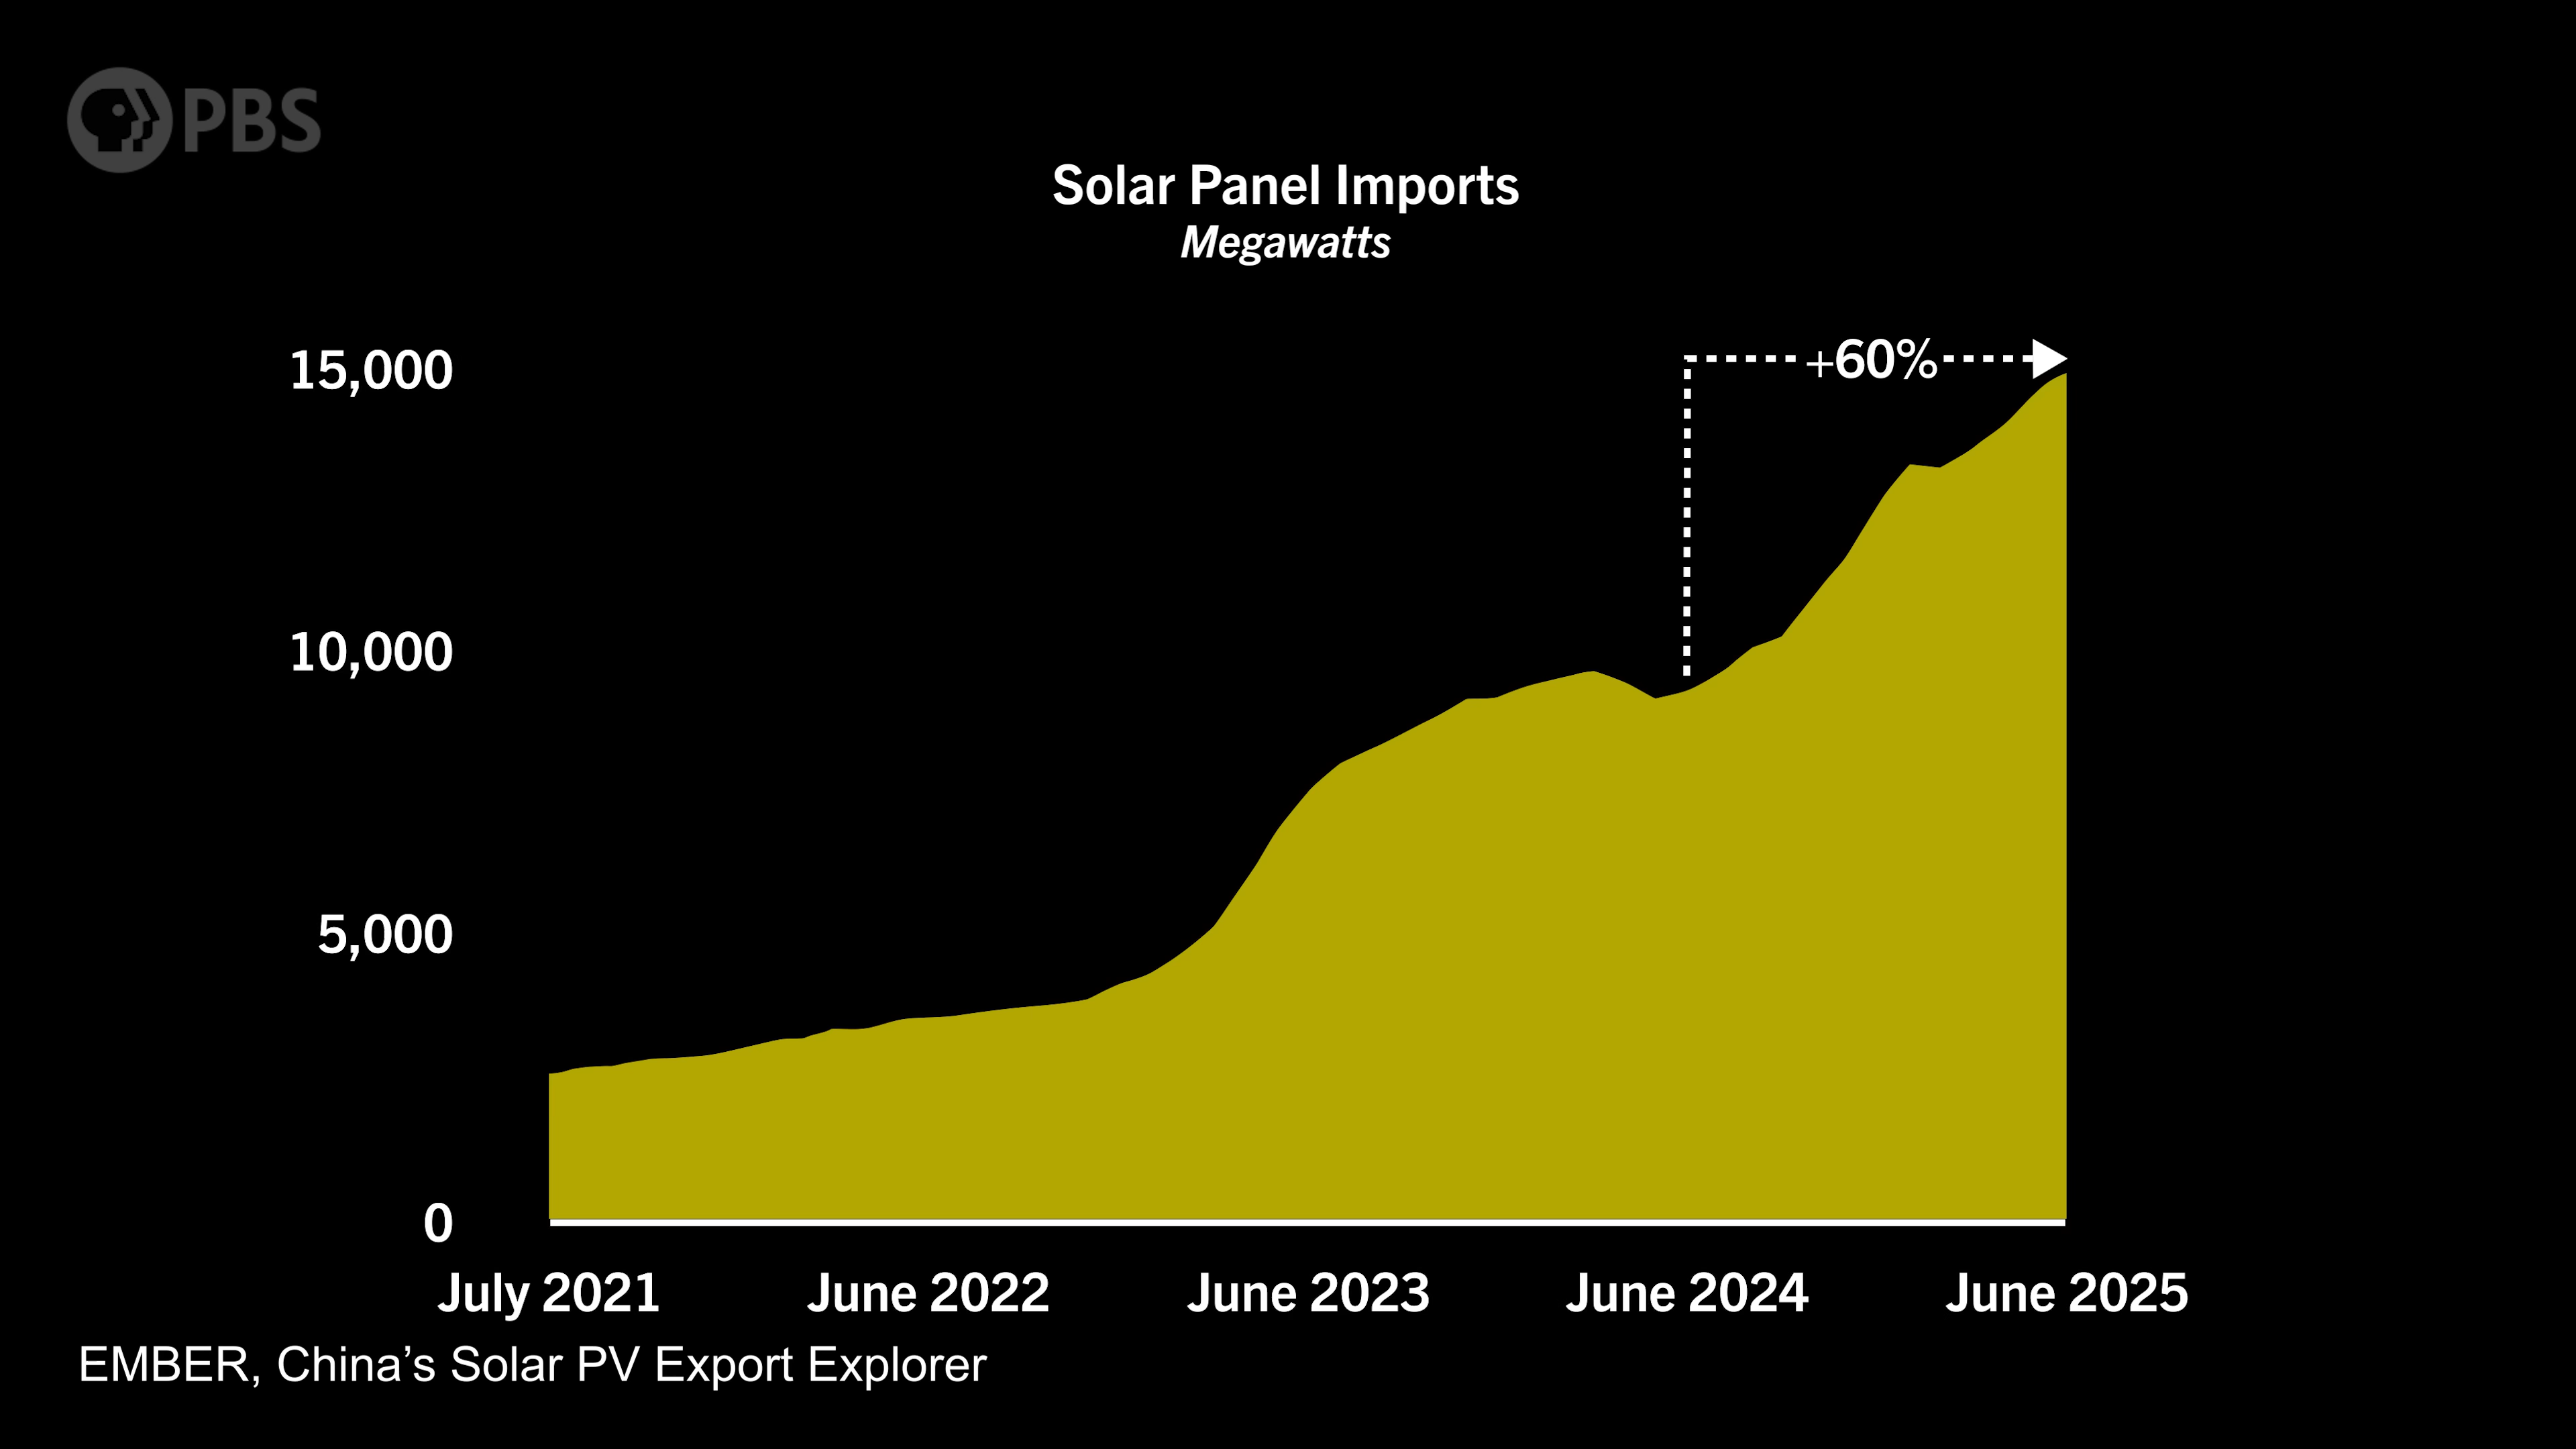 PBS
Solar Panel Imports
Megawatts
15,000
+60%
10,000
5,000
0
July 2021 June 2022 June 2023 June 2024 June 2025
EMBER, China’s Solar PV Export Explorer